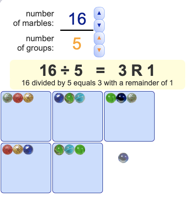 number
of marbles:
16
number
of groups:
5
16 ÷ 5 = 3 R 1
16 divided by 5 equals 3 with a remainder of 1